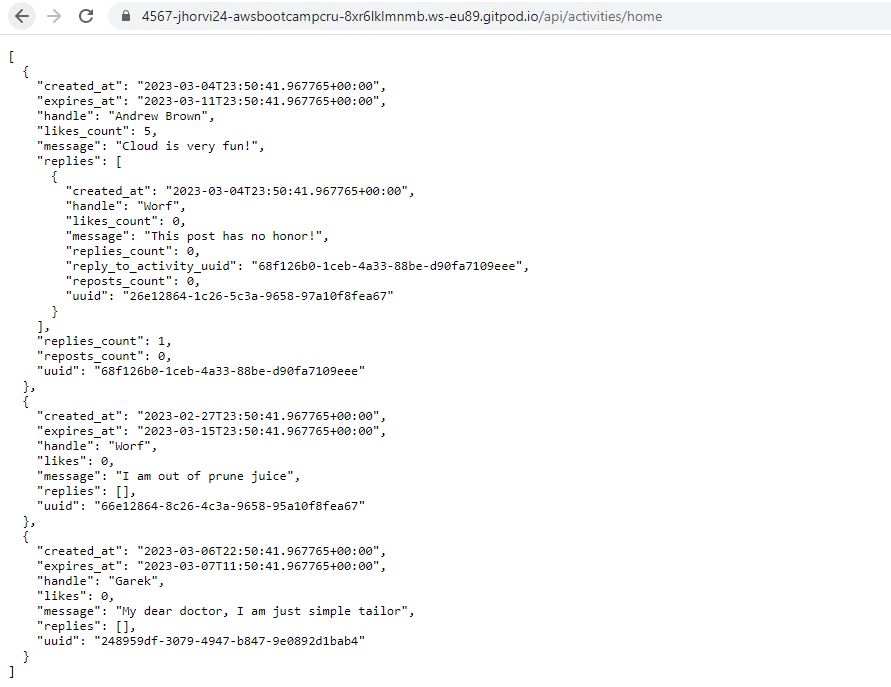 4567-jhorvi24-awsbootcampcru-8xr6lklmnmb.ws-eu89.gitpod.io/api/activities/home
[
  {
    "created_at": "2023-03-04T23:50:41.967765+00:00",
    "expires_at": "2023-03-11T23:50:41.967765+00:00",
    "handle": "Andrew Brown",
    "likes_count": 5,
    "message": "Cloud is very fun!",
    "replies": [
      {
        "created_at": "2023-03-04T23:50:41.967765+00:00",
        "handle": "Worf",
        "likes_count": 0,
        "message": "This post has no honor!",
        "replies_count": 0,
        "reply_to_activity_uuid": "68f126b0-1ceb-4a33-88be-d90fa7109eee",
        "reposts_count": 0,
        "uuid": "26e12864-1c26-5c3a-9658-97a10f8fea67"
      }
    ],
    "replies_count": 1,
    "reposts_count": 0,
    "uuid": "68f126b0-1ceb-4a33-88be-d90fa7109eee"
  },
  {
    "created_at": "2023-02-27T23:50:41.967765+00:00",
    "expires_at": "2023-03-15T23:50:41.967765+00:00",
    "handle": "Worf",
    "likes": 0,
    "message": "I am out of prune juice",
    "replies": [],
    "uuid": "66e12864-8c26-4c3a-9658-95a10f8fea67"
  },
  {
    "created_at": "2023-03-06T22:50:41.967765+00:00",
    "expires_at": "2023-03-07T11:50:41.967765+00:00",
    "handle": "Garek",
    "likes": 0,
    "message": "My dear doctor, I am just simple tailor",
    "replies": [],
    "uuid": "248959df-3079-4947-b847-9e0892d1bab4"
  }
]